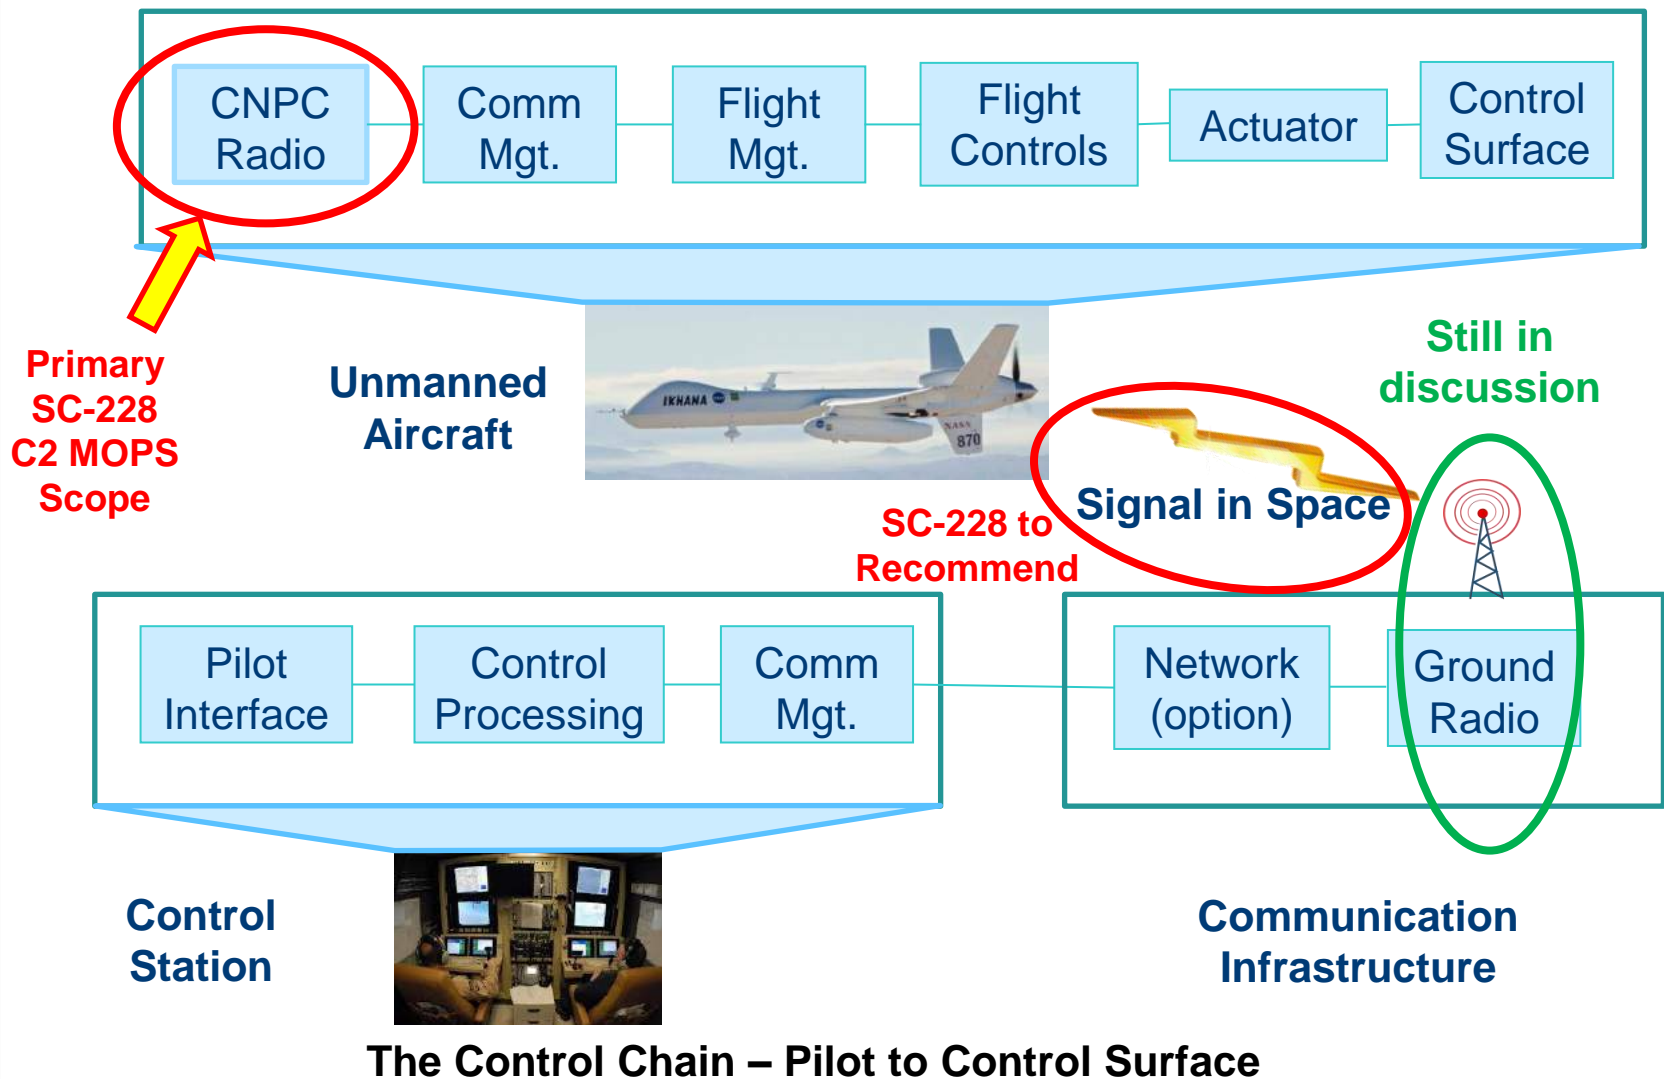 CNPC
Radio
Comm
Mgt.
Flight
Mgt.
Flight
Controls
Actuator
Control
Surface
Primary
SC-228
C2 MOPS
Scope
Unmanned
Aircraft
IKHANA
NASA
870
Still in
discussion
Signal in Space
SC-228 to
Recommend
Pilot
Interface
Control
Processing
Comm
Mgt.
Network
(option)
Ground
Radio
Control
Station
Communication
Infrastructure
The Control Chain – Pilot to Control Surface